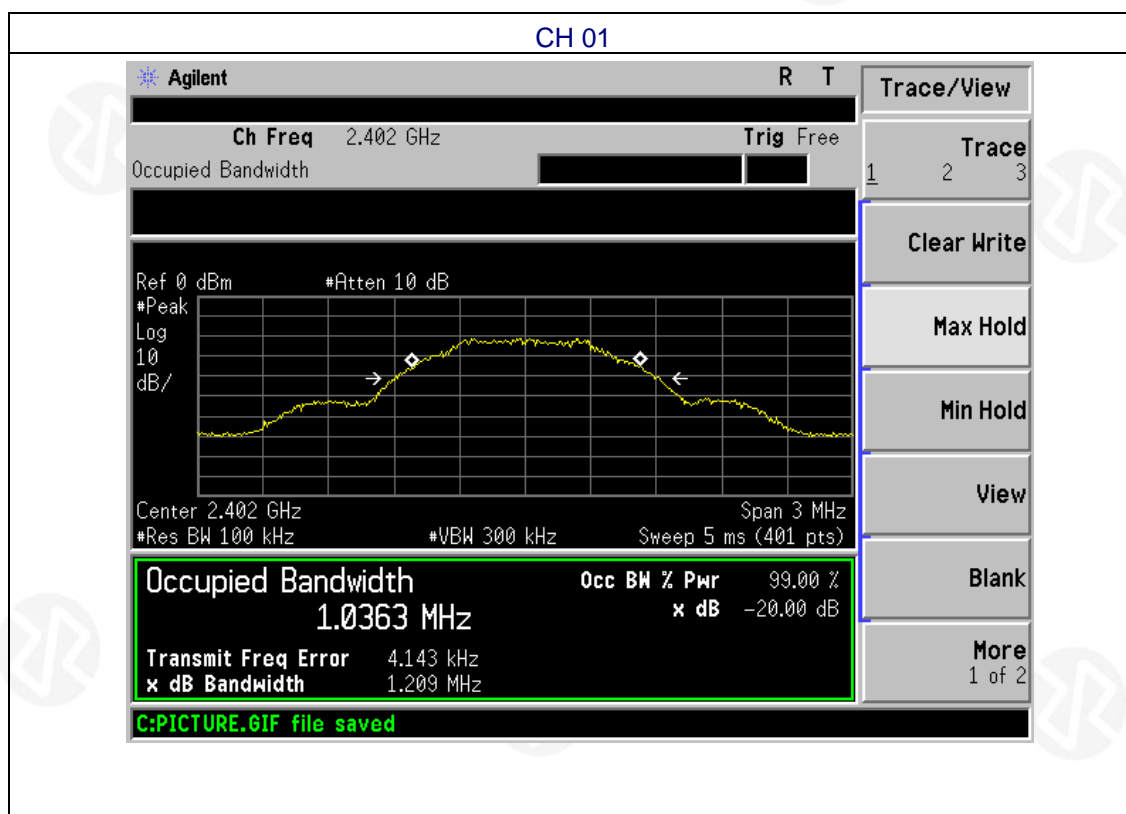 CH 01
Agilent
R T
Trace/View
Ch Freq 2.402 GHz
Trig Free
Occupied Bandwidth
Trace
1 2 3
Clear Write
Ref 0 dBm #Atten 10 dB
#Peak
Log
10
dB/
Max Hold
Min Hold
View
Center 2.402 GHz Span 3 MHz
#Res BW 100 kHz #VBW 300 kHz Sweep 5 ms (401 pts)
Occupied Bandwidth
1.0363 MHz
Occ BW % Pwr 99.00 %
x dB -20.00 dB
Blank
Transmit Freq Error 4.143 kHz
x dB Bandwidth 1.209 MHz
More
1 of 2
C:PICTURE.GIF file saved